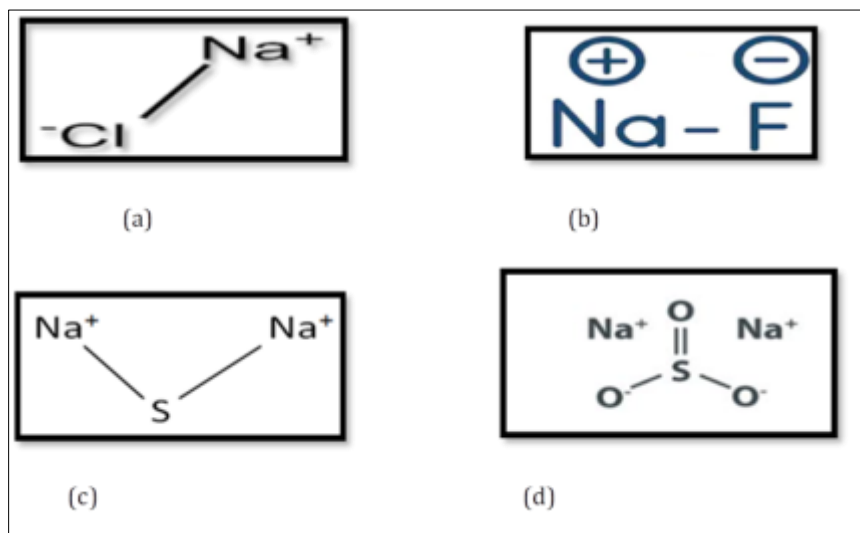 Na⁺
⁻Cl
(a)
⊕ ⊖
Na – F
(b)
Na⁺ Na⁺
S
(c)
O
Na⁺ Na⁺
S
O⁻ O⁻
(d)